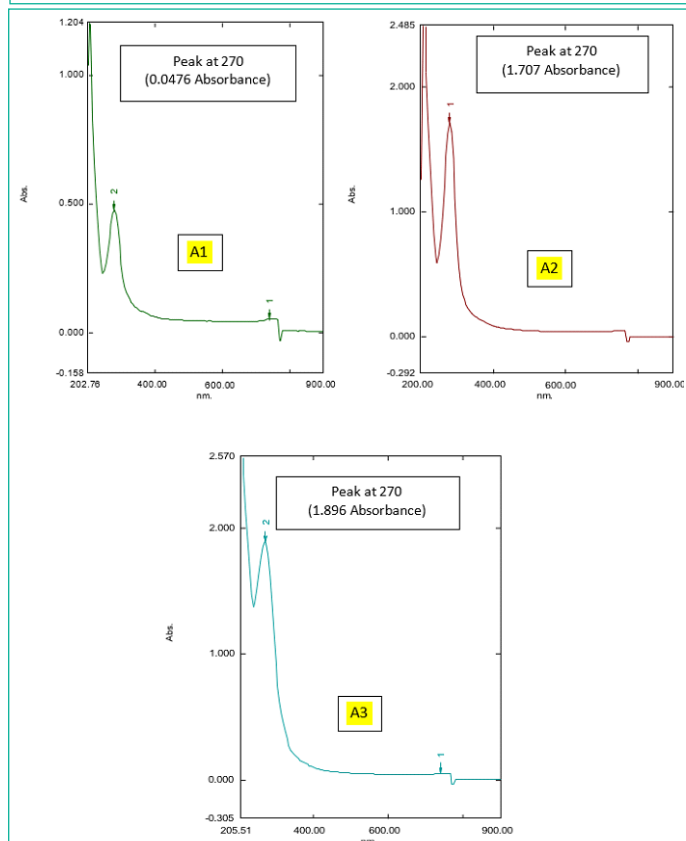 1.204
Peak at 270
(0.0476 Absorbance)
1.000
2
Abs.
0.500
A1
1
0.000
-0.158
202.76 400.00 600.00 900.00
nm.
2.485
Peak at 270
(1.707 Absorbance)
2.000
1
Abs.
1.000
A2
0.000
-0.292
200.00 400.00 600.00 900.00
nm.
2.570
Peak at 270
(1.896 Absorbance)
2.000
2
Abs.
1.000
A3
1
0.000
-0.305
205.51 400.00 600.00 900.00
nm.